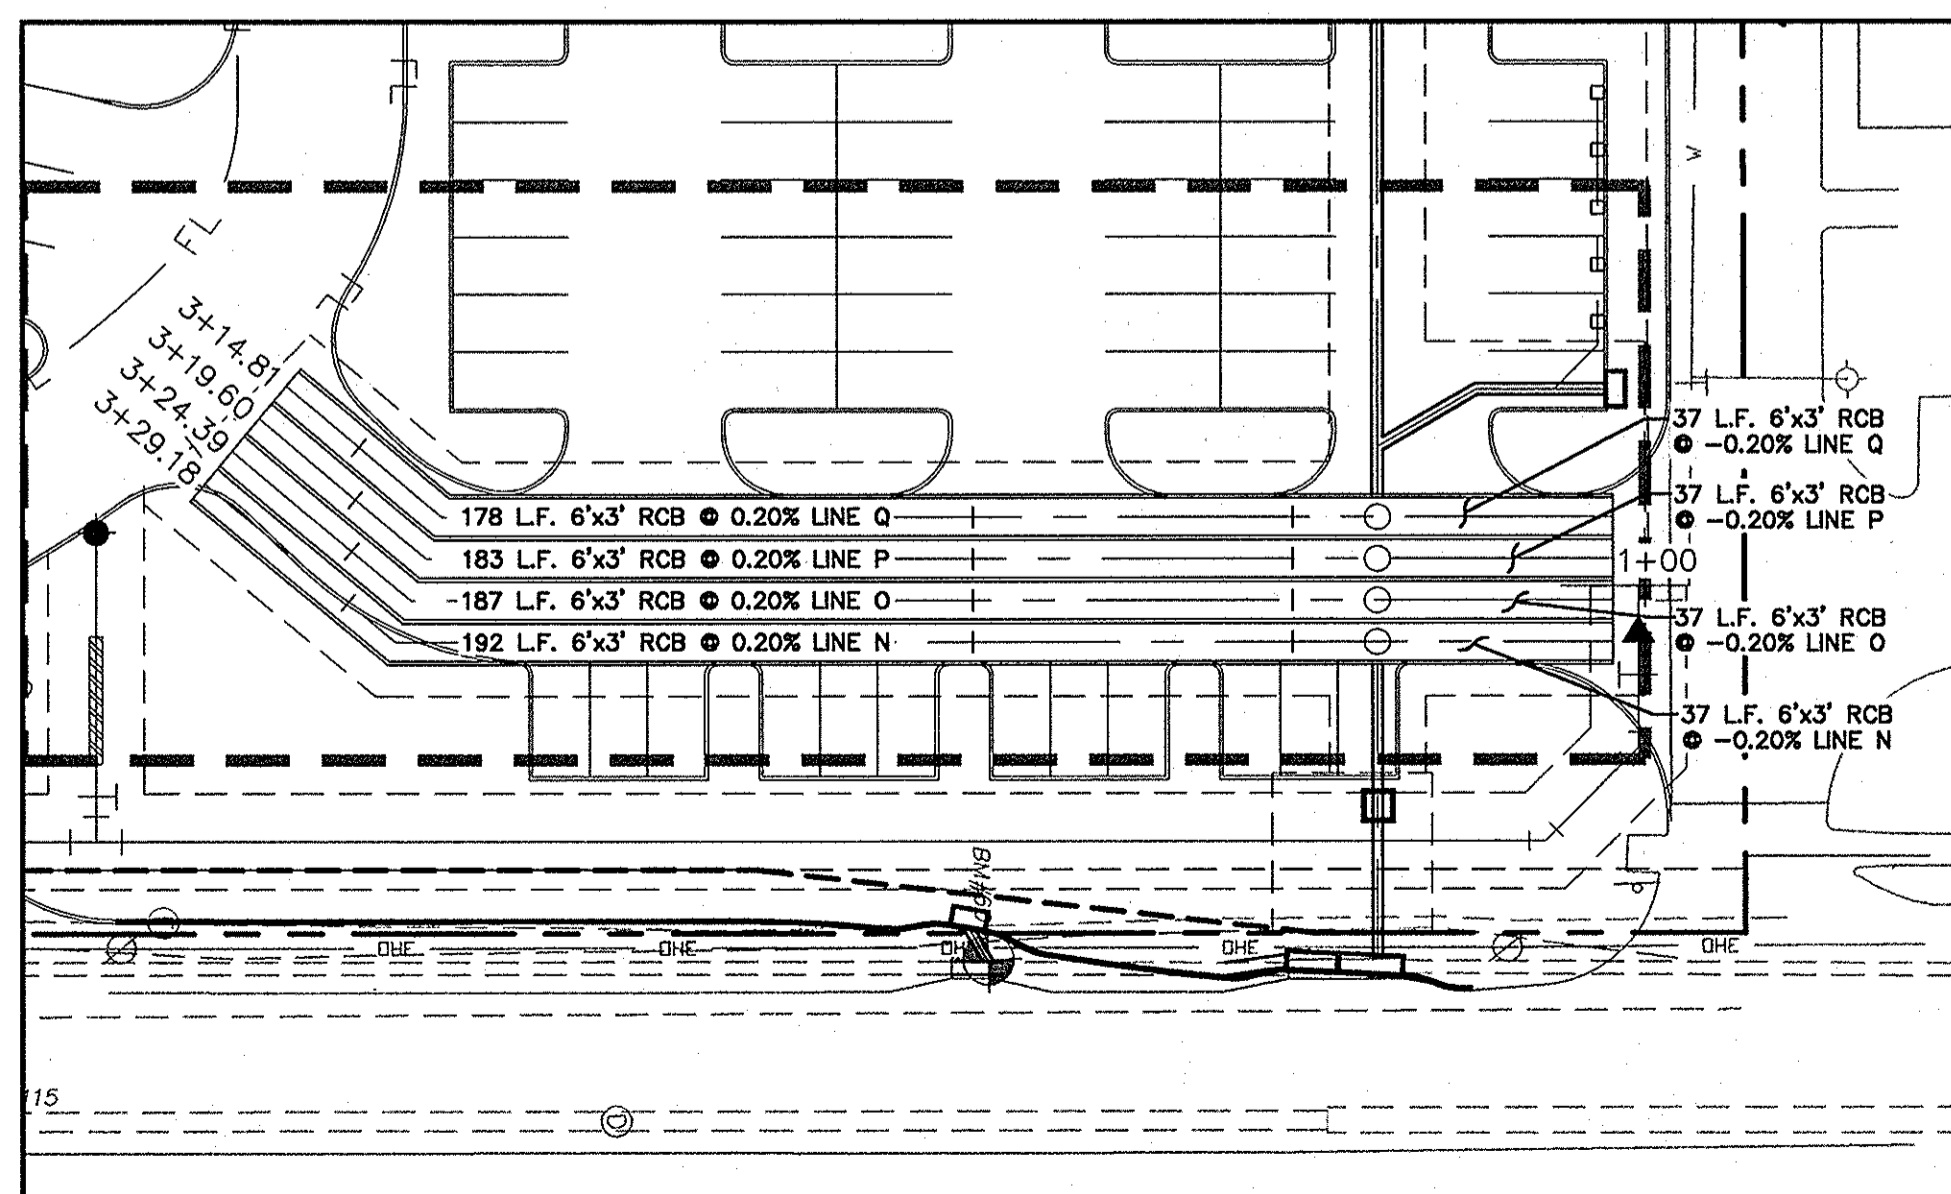 FL
W
3+14.81
3+19.60
3+24.39
3+29.18
37 L.F. 6'x3' RCB
@ -0.20% LINE Q
37 L.F. 6'x3' RCB
@ -0.20% LINE P
1+00
37 L.F. 6'x3' RCB
@ -0.20% LINE O
37 L.F. 6'x3' RCB
@ -0.20% LINE N
178 L.F. 6'x3' RCB @ 0.20% LINE Q
183 L.F. 6'x3' RCB @ 0.20% LINE P
187 L.F. 6'x3' RCB @ 0.20% LINE O
192 L.F. 6'x3' RCB @ 0.20% LINE N
OHE
OHE
OHE
OHE
OHE
115
D